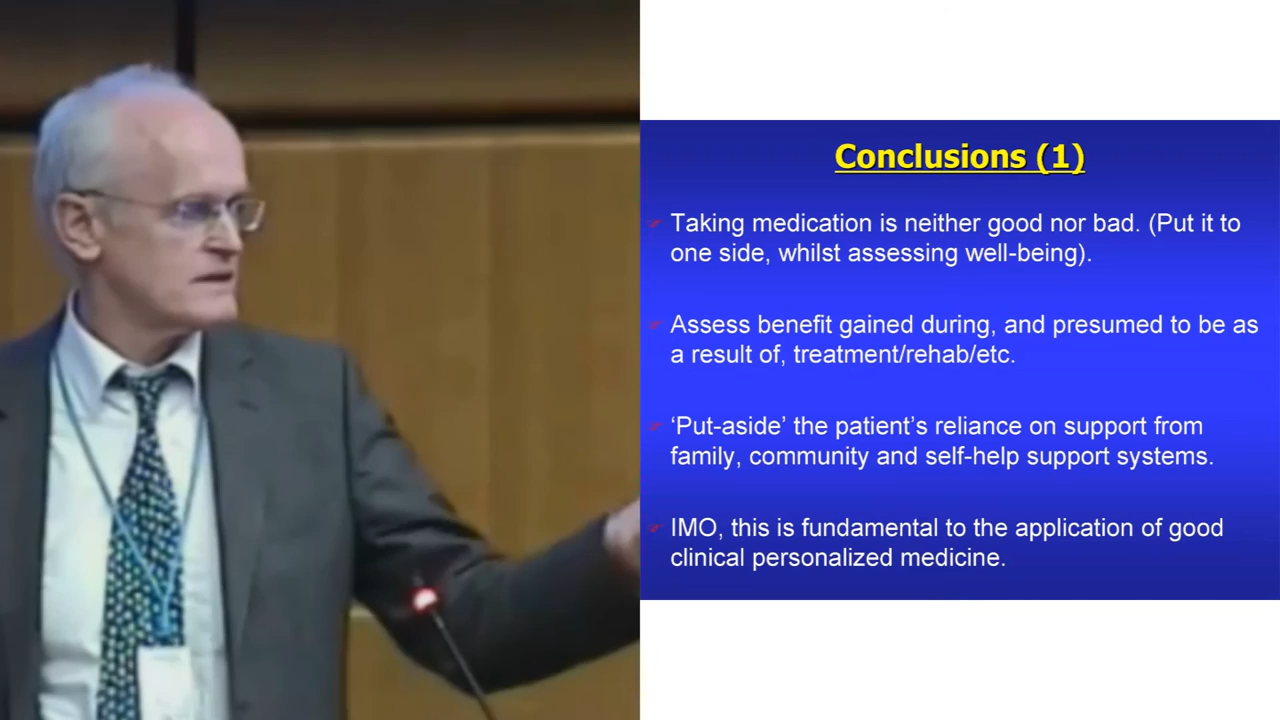 Conclusions (1)
Taking medication is neither good nor bad. (Put it to
one side, whilst assessing well-being).
Assess benefit gained during, and presumed to be as
a result of, treatment/rehab/etc.
‘Put-aside’ the patient’s reliance on support from
family, community and self-help support systems.
IMO, this is fundamental to the application of good
clinical personalized medicine.